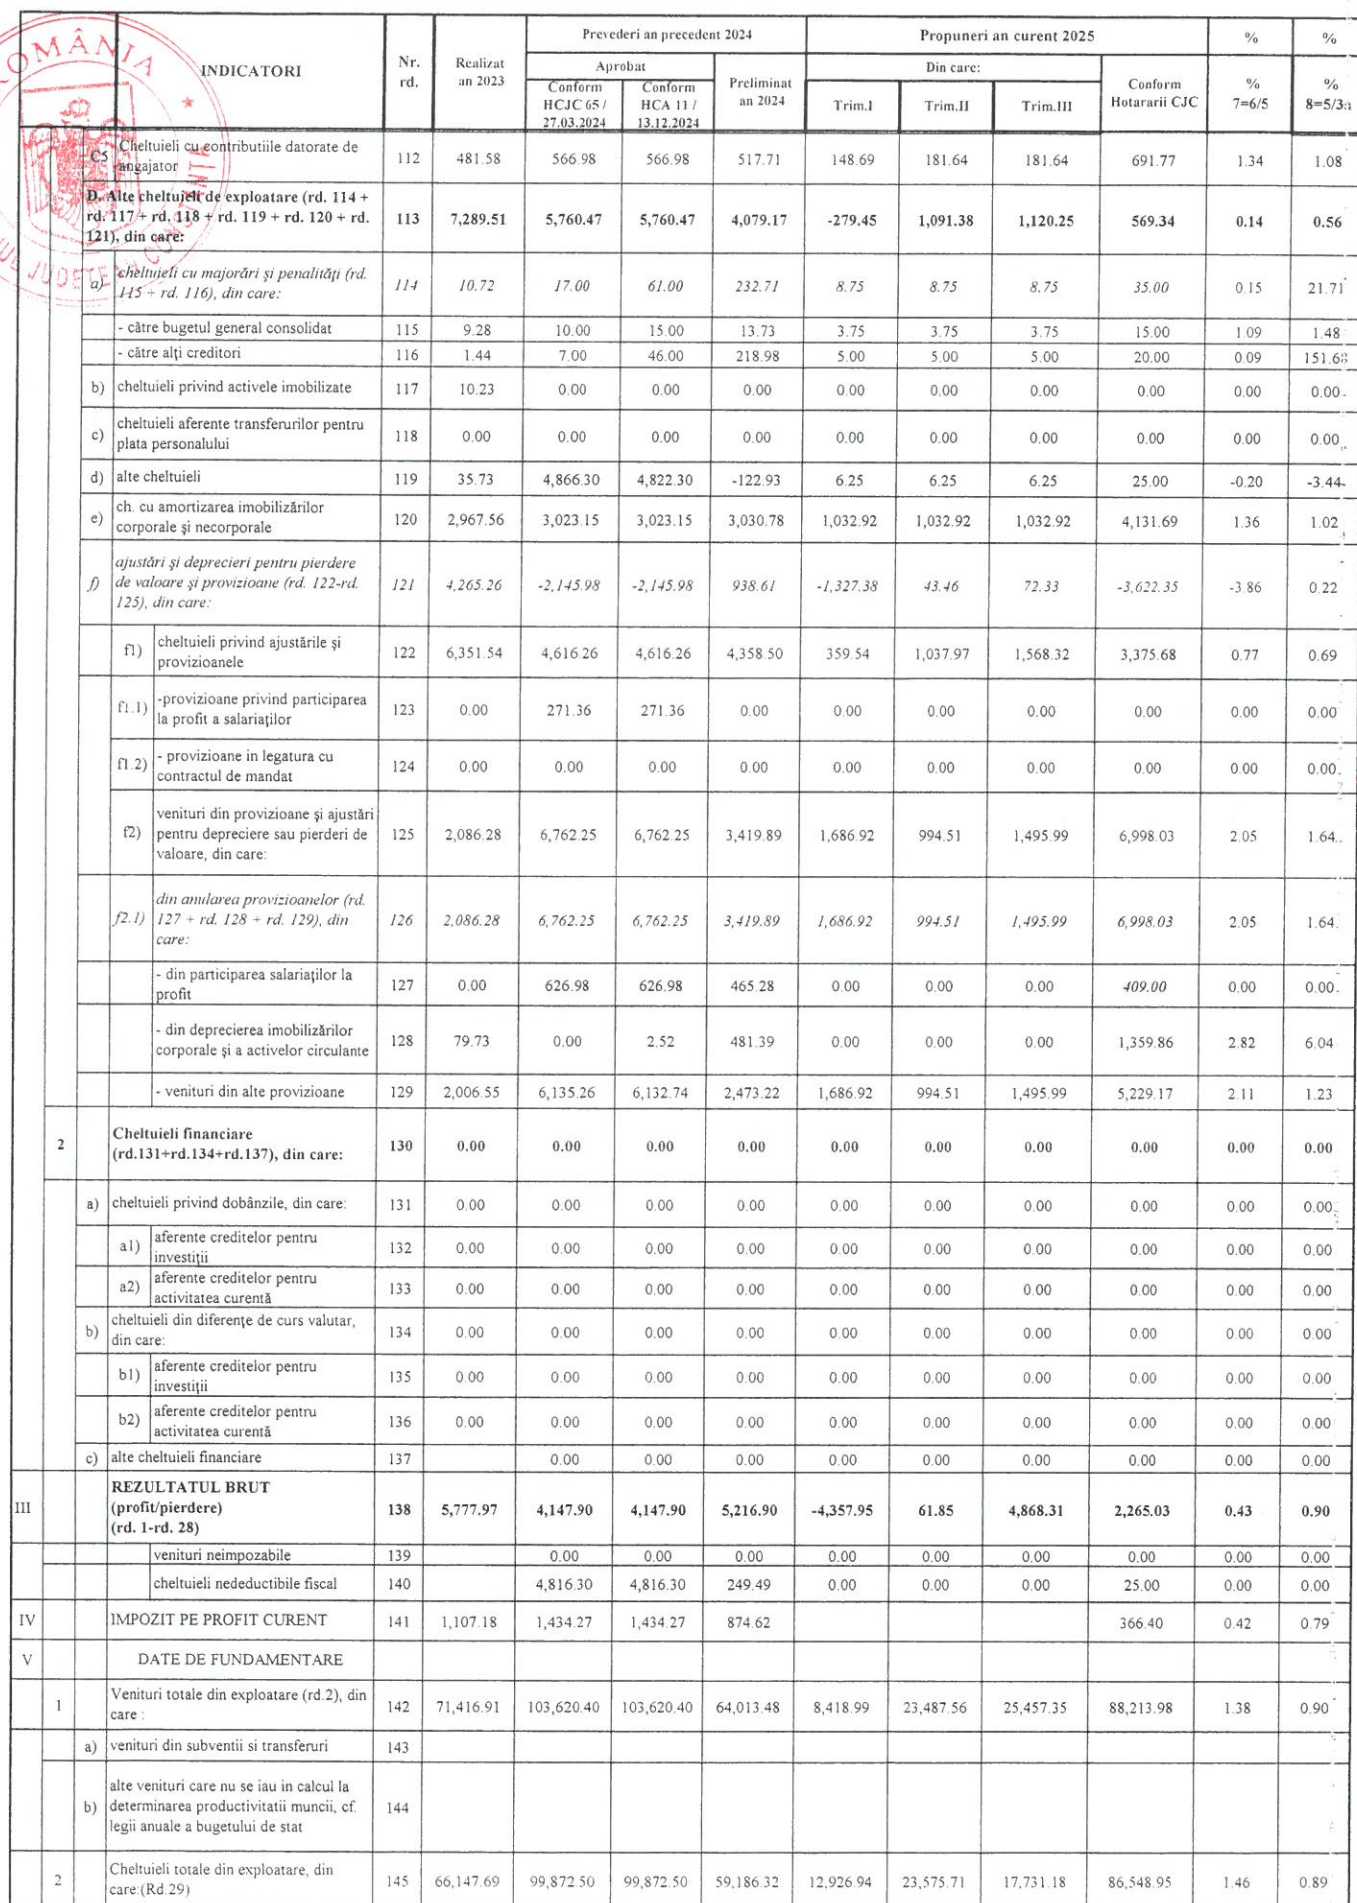 ROMÂNIA
INDICATORI Nr. rd. Realizat an 2023 Prevederi an precedent 2024 Propuneri an curent 2025 % %
Aprobat Preliminat an 2024 Din care: Conform Hotararii CJC % 7=6/5 % 8=5/3a
Conform HCJC 65 / 27.03.2024 Conform HCA 11 / 13.12.2024 Trim.I Trim.II Trim.III
C5 Cheltuieli cu contributiile datorate de
angajator 112 481.58 566.98 566.98 517.71 148.69 181.64 181.64 691.77 1.34 1.08
D. Alte cheltuieli de exploatare (rd. 114 +
rd. 117 + rd. 118 + rd. 119 + rd. 120 + rd.
121), din care: 113 7,289.51 5,760.47 5,760.47 4,079.17 -279.45 1,091.38 1,120.25 569.34 0.14 0.56
a) cheltuieli cu majorări şi penalităţi (rd.
115 + rd. 116), din care: 114 10.72 17.00 61.00 232.71 8.75 8.75 8.75 35.00 0.15 21.71
- către bugetul general consolidat 115 9.28 10.00 15.00 13.73 3.75 3.75 3.75 15.00 1.09 1.48
- către alţi creditori 116 1.44 7.00 46.00 218.98 5.00 5.00 5.00 20.00 0.09 151.68
b) cheltuieli privind activele imobilizate 117 10.23 0.00 0.00 0.00 0.00 0.00 0.00 0.00 0.00 0.00
c) cheltuieli aferente transferurilor pentru
plata personalului 118 0.00 0.00 0.00 0.00 0.00 0.00 0.00 0.00 0.00 0.00
d) alte cheltuieli 119 35.73 4,866.30 4,822.30 -122.93 6.25 6.25 6.25 25.00 -0.20 -3.44
e) ch. cu amortizarea imobilizărilor
corporale şi necorporale 120 2,967.56 3,023.15 3,023.15 3,030.78 1,032.92 1,032.92 1,032.92 4,131.69 1.36 1.02
f) ajustări şi deprecieri pentru pierdere
de valoare şi provizioane (rd. 122-rd.
125), din care: 121 4,265.26 -2,145.98 -2,145.98 938.61 -1,327.38 43.46 72.33 -3,622.35 -3.86 0.22
f1) cheltuieli privind ajustările şi
provizioanele 122 6,351.54 4,616.26 4,616.26 4,358.50 359.54 1,037.97 1,568.32 3,375.68 0.77 0.69
f1.1) -provizioane privind participarea
la profit a salariaţilor 123 0.00 271.36 271.36 0.00 0.00 0.00 0.00 0.00 0.00 0.00
f1.2) - provizioane in legatura cu
contractul de mandat 124 0.00 0.00 0.00 0.00 0.00 0.00 0.00 0.00 0.00 0.00
f2) venituri din provizioane şi ajustări
pentru depreciere sau pierderi de
valoare, din care: 125 2,086.28 6,762.25 6,762.25 3,419.89 1,686.92 994.51 1,495.99 6,998.03 2.05 1.64
f2.1) din anularea provizioanelor (rd.
127 + rd. 128 + rd. 129), din
care: 126 2,086.28 6,762.25 6,762.25 3,419.89 1,686.92 994.51 1,495.99 6,998.03 2.05 1.64
- din participarea salariaţilor la
profit 127 0.00 626.98 626.98 465.28 0.00 0.00 0.00 409.00 0.00 0.00
- din deprecierea imobilizărilor
corporale şi a activelor circulante 128 79.73 0.00 2.52 481.39 0.00 0.00 0.00 1,359.86 2.82 6.04
- venituri din alte provizioane 129 2,006.55 6,135.26 6,132.74 2,473.22 1,686.92 994.51 1,495.99 5,229.17 2.11 1.23
2 Cheltuieli financiare
(rd.131+rd.134+rd.137), din care: 130 0.00 0.00 0.00 0.00 0.00 0.00 0.00 0.00 0.00 0.00
a) cheltuieli privind dobânzile, din care: 131 0.00 0.00 0.00 0.00 0.00 0.00 0.00 0.00 0.00 0.00
a1) aferente creditelor pentru
investiţii 132 0.00 0.00 0.00 0.00 0.00 0.00 0.00 0.00 0.00 0.00
a2) aferente creditelor pentru
activitatea curentă 133 0.00 0.00 0.00 0.00 0.00 0.00 0.00 0.00 0.00 0.00
b) cheltuieli din diferenţe de curs valutar,
din care: 134 0.00 0.00 0.00 0.00 0.00 0.00 0.00 0.00 0.00 0.00
b1) aferente creditelor pentru
investiţii 135 0.00 0.00 0.00 0.00 0.00 0.00 0.00 0.00 0.00 0.00
b2) aferente creditelor pentru
activitatea curentă 136 0.00 0.00 0.00 0.00 0.00 0.00 0.00 0.00 0.00 0.00
c) alte cheltuieli financiare 137 0.00 0.00 0.00 0.00 0.00 0.00 0.00 0.00 0.00
III REZULTATUL BRUT
(profit/pierdere)
(rd. 1-rd. 28) 138 5,777.97 4,147.90 4,147.90 5,216.90 -4,357.95 61.85 4,868.31 2,265.03 0.43 0.90
venituri neimpozabile 139 0.00 0.00 0.00 0.00 0.00 0.00 0.00 0.00 0.00
cheltuieli nedeductibile fiscal 140 4,816.30 4,816.30 249.49 0.00 0.00 0.00 25.00 0.00 0.00
IV IMPOZIT PE PROFIT CURENT 141 1,107.18 1,434.27 1,434.27 874.62 366.40 0.42 0.79
V DATE DE FUNDAMENTARE
1 Venituri totale din exploatare (rd.2), din
care : 142 71,416.91 103,620.40 103,620.40 64,013.48 8,418.99 23,487.56 25,457.35 88,213.98 1.38 0.90
a) venituri din subventii si transferuri 143
b) alte venituri care nu se iau in calcul la
determinarea productivitatii muncii, cf.
legii anuale a bugetului de stat 144
2 Cheltuieli totale din exploatare, din
care:(Rd.29) 145 66,147.69 99,872.50 99,872.50 59,186.32 12,926.94 23,575.71 17,731.18 86,548.95 1.46 0.89